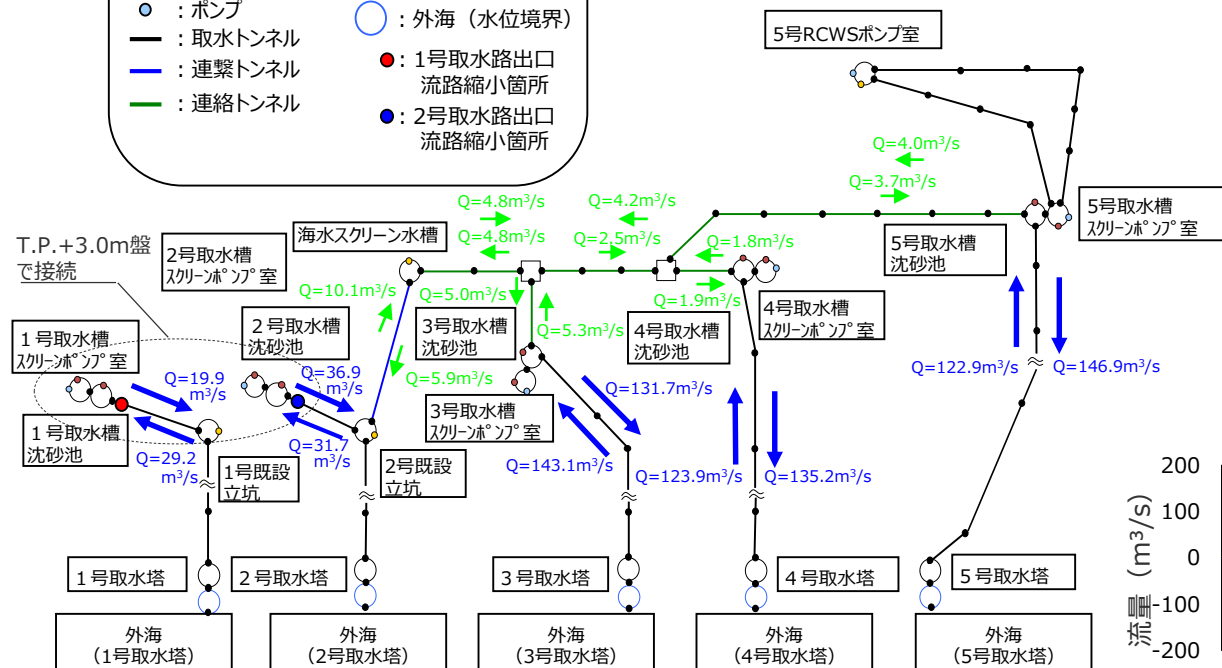 : ポンプ
: 取水トンネル
: 連繋トンネル
: 連絡トンネル
: 外海（水位境界）
: 1号取水路出口
流路縮小箇所
: 2号取水路出口
流路縮小箇所
5号RCWSポンプ室
Q=4.0m³/s
Q=3.7m³/s
Q=4.8m³/s
Q=4.2m³/s
5号取水槽
スクリーンポンプ室
T.P.+3.0m盤
で接続
2号取水槽
スクリーンポンプ室
海水スクリーン水槽
Q=4.8m³/s
Q=2.5m³/s
Q=1.8m³/s
5号取水槽
沈砂池
Q=10.1m³/s
Q=5.0m³/s
Q=1.9m³/s
4号取水槽
スクリーンポンプ室
1号取水槽
スクリーンポンプ室
2号取水槽
沈砂池
3号取水槽
沈砂池
Q=5.3m³/s
4号取水槽
沈砂池
Q=19.9
m³/s
Q=36.9
m³/s
Q=5.9m³/s
Q=131.7m³/s
Q=122.9m³/s
Q=146.9m³/s
1号取水槽
沈砂池
3号取水槽
スクリーンポンプ室
Q=29.2
m³/s
1号既設
立坑
Q=31.7
m³/s
2号既設
立坑
Q=143.1m³/s
Q=123.9m³/s
Q=135.2m³/s
流量（m³/s）
200
100
0
-100
-200
1号取水塔
2号取水塔
3号取水塔
4号取水塔
5号取水塔
外海
（1号取水塔）
外海
（2号取水塔）
外海
（3号取水塔）
外海
（4号取水塔）
外海
（5号取水塔）